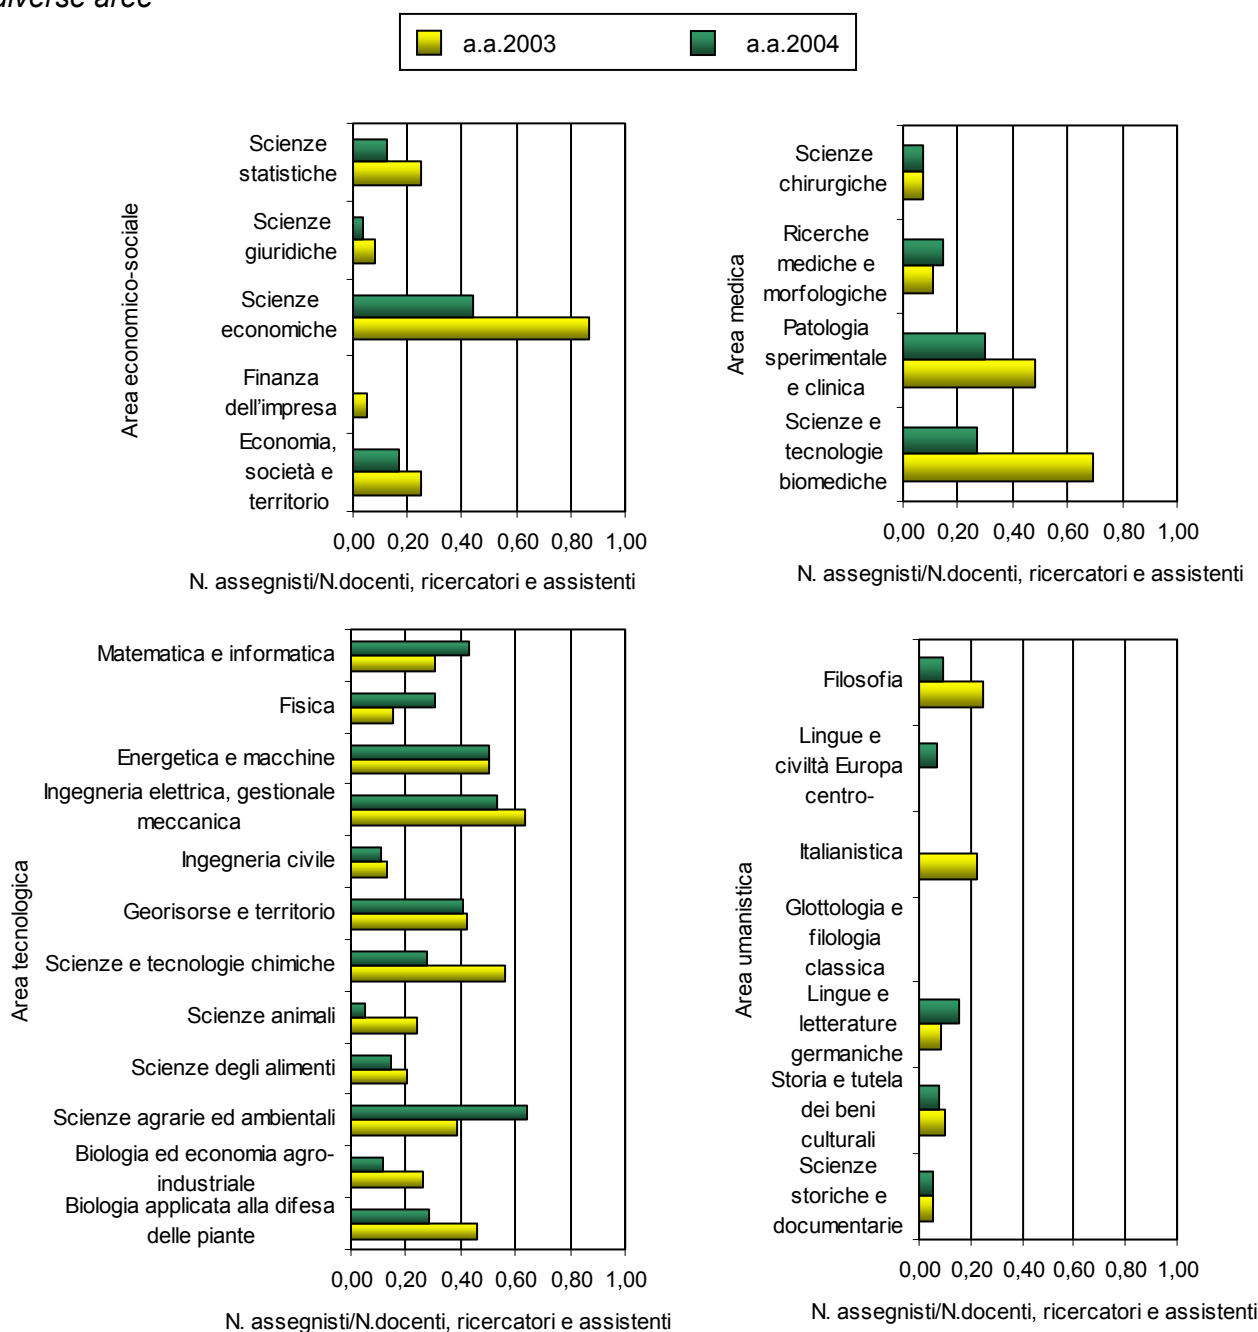 diverse aree
a.a.2003
a.a.2004
Area economico-sociale
Scienze
statistiche
Scienze
giuridiche
Scienze
economiche
Finanza
dell'impresa
Economia,
società e
territorio
0,00 0,20 0,40 0,60 0,80 1,00
N. assegnisti/N.docenti, ricercatori e assistenti
Area medica
Scienze
chirurgiche
Ricerche
mediche e
morfologiche
Patologia
sperimentale
e clinica
Scienze e
tecnologie
biomediche
0,00 0,20 0,40 0,60 0,80 1,00
N. assegnisti/N.docenti, ricercatori e assistenti
Area tecnologica
Matematica e informatica
Fisica
Energetica e macchine
Ingegneria elettrica, gestionale
meccanica
Ingegneria civile
Georisorse e territorio
Scienze e tecnologie chimiche
Scienze animali
Scienze degli alimenti
Scienze agrarie ed ambientali
Biologia ed economia agro-
industriale
Biologia applicata alla difesa
delle piante
0,00 0,20 0,40 0,60 0,80 1,00
N. assegnisti/N.docenti, ricercatori e assistenti
Area umanistica
Filosofia
Lingue e
civiltà Europa
centro-
Italianistica
Glottologia e
filologia
classica
Lingue e
letterature
germaniche
Storia e tutela
dei beni
culturali
Scienze
storiche e
documentarie
0,00 0,20 0,40 0,60 0,80 1,00
N. assegnisti/N.docenti, ricercatori e assistenti